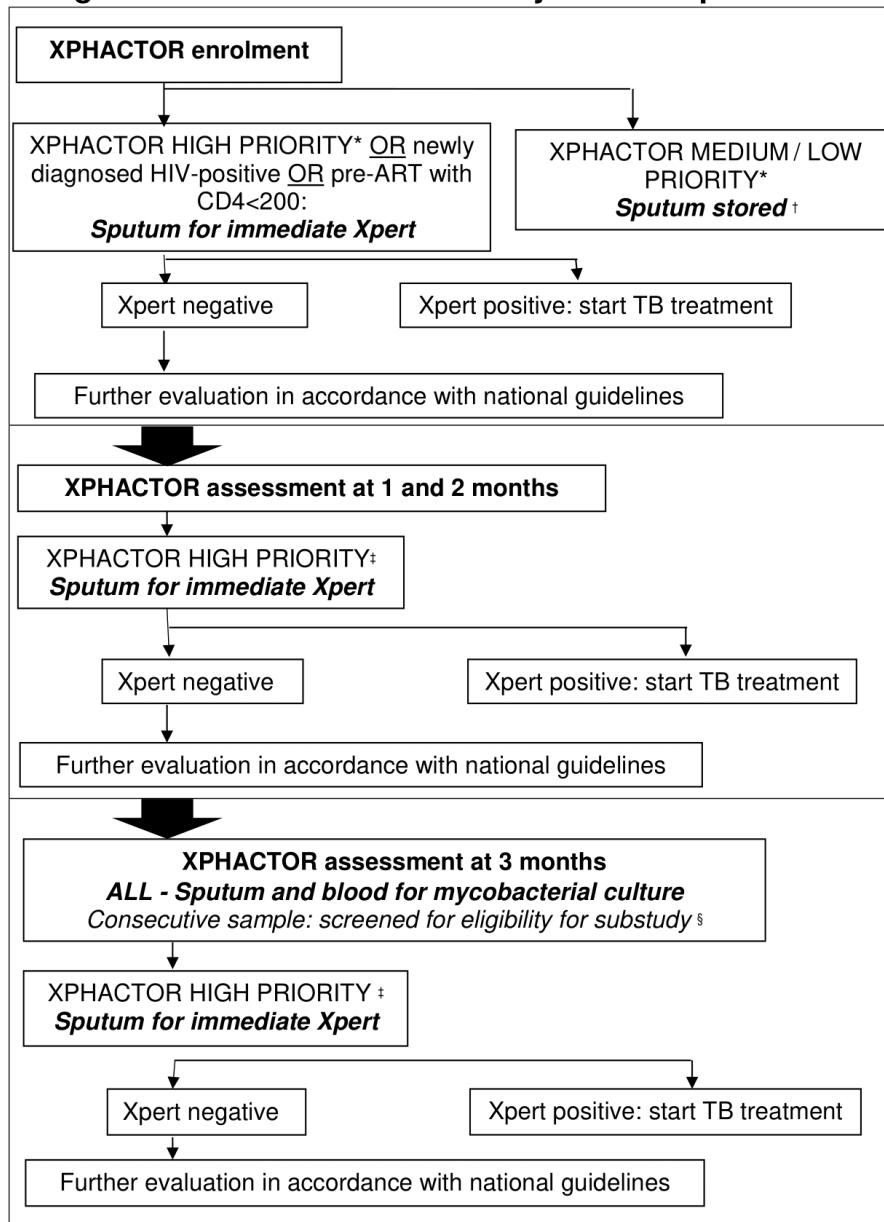 XPHACTOR enrolment
XPHACTOR HIGH PRIORITY* OR newly
diagnosed HIV-positive OR pre-ART with
CD4<200:
Sputum for immediate Xpert
XPHACTOR MEDIUM / LOW
PRIORITY*
Sputum stored †
Xpert negative
Xpert positive: start TB treatment
Further evaluation in accordance with national guidelines
XPHACTOR assessment at 1 and 2 months
XPHACTOR HIGH PRIORITY‡
Sputum for immediate Xpert
Xpert negative
Xpert positive: start TB treatment
Further evaluation in accordance with national guidelines
XPHACTOR assessment at 3 months
ALL - Sputum and blood for mycobacterial culture
Consecutive sample: screened for eligibility for substudy §
XPHACTOR HIGH PRIORITY ‡
Sputum for immediate Xpert
Xpert negative
Xpert positive: start TB treatment
Further evaluation in accordance with national guidelines